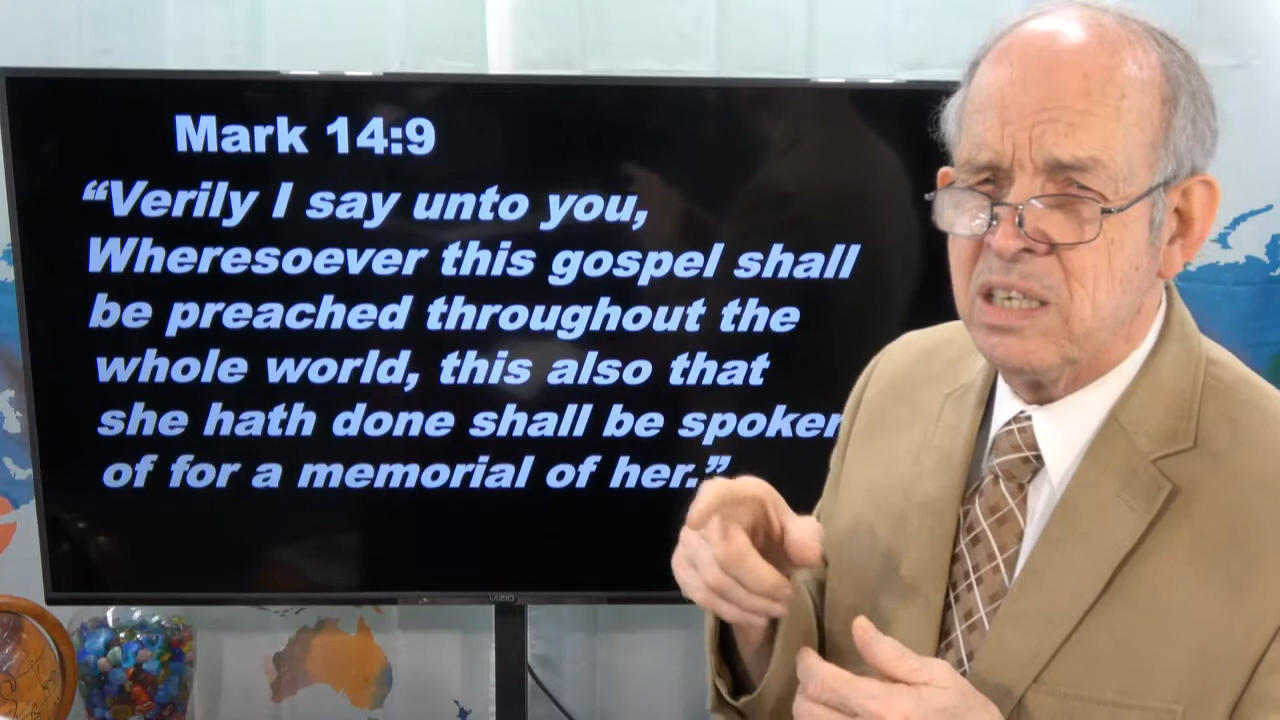 Mark 14:9
“Verily I say unto you,
Wheresoever this gospel shall
be preached throughout the
whole world, this also that
she hath done shall be spoken
of for a memorial of her.”
VIZIO